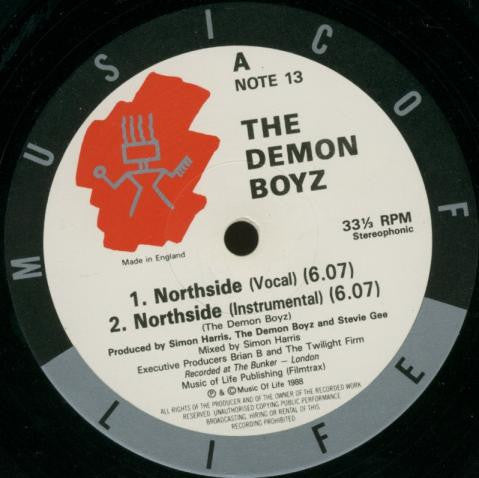 MUSIC OF LIFE
A
NOTE 13
THE
DEMON
BOYZ
33⅓ RPM
Stereophonic
Made in England
1. Northside (Vocal) (6.07)
2. Northside (Instrumental) (6.07)
(The Demon Boyz)
Produced by Simon Harris, The Demon Boyz and Stevie Gee
Mixed by Simon Harris
Executive Producers Brian B and The Twilight Firm
Recorded at The Bunker – London
Music of Life Publishing (Filmtrax)
℗ & © Music Of Life 1988
ALL RIGHTS OF THE PRODUCER AND OF THE OWNER OF THE RECORDED WORK
RESERVED. UNAUTHORISED COPYING PUBLIC PERFORMANCE
BROADCASTING, HIRING OR RENTAL OF THIS
RECORDING PROHIBITED